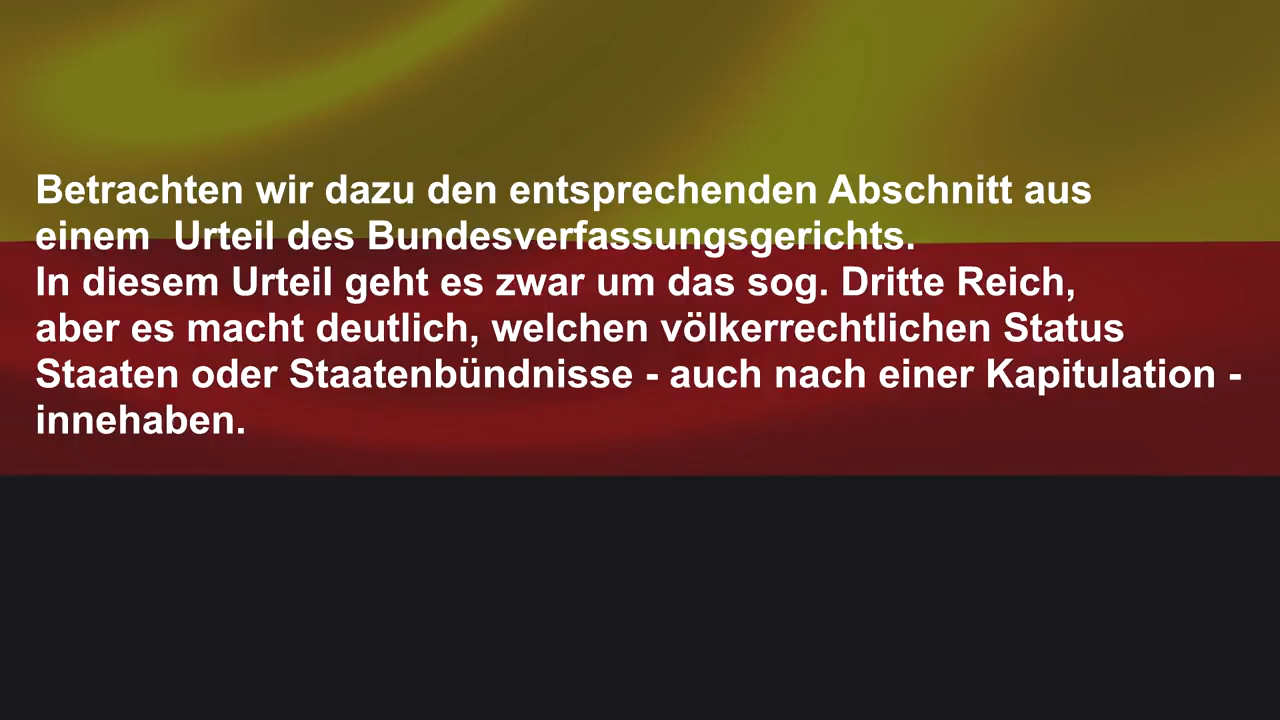 Betrachten wir dazu den entsprechenden Abschnitt aus
einem  Urteil des Bundesverfassungsgerichts.
In diesem Urteil geht es zwar um das sog. Dritte Reich,
aber es macht deutlich, welchen völkerrechtlichen Status
Staaten oder Staatenbündnisse - auch nach einer Kapitulation -
innehaben.